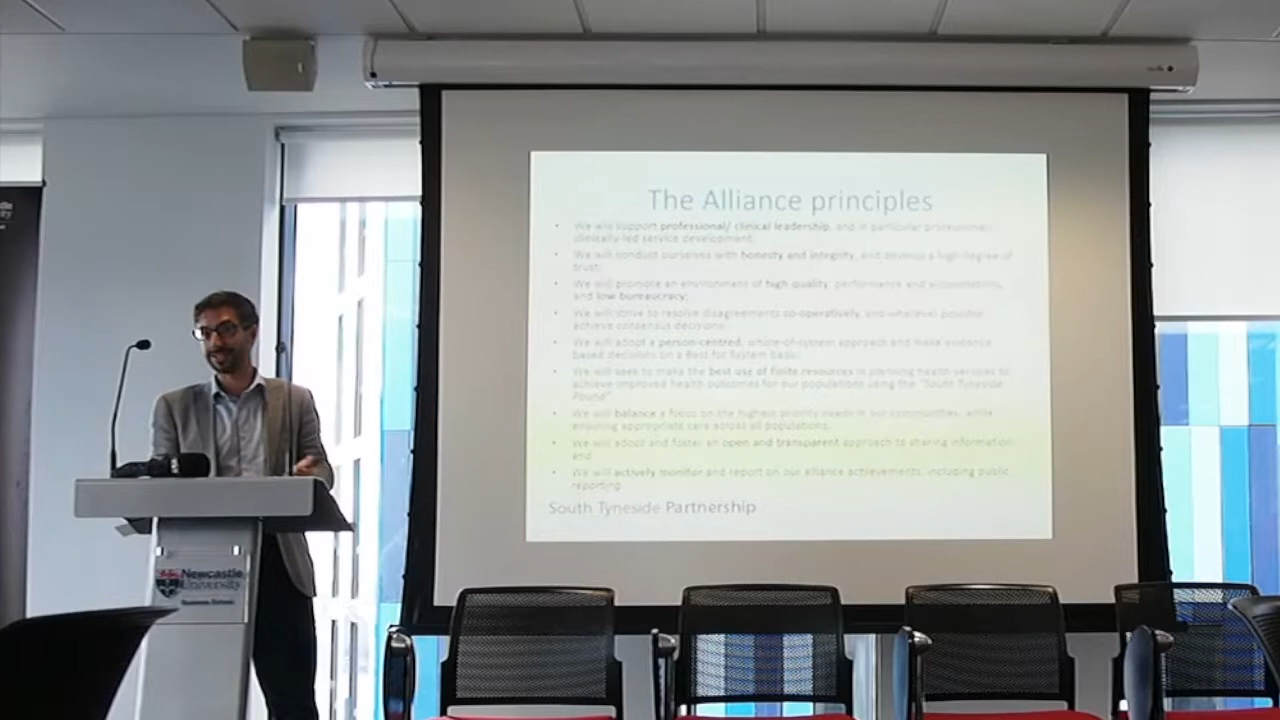 The Alliance principles
• We will support professional/ clinical leadership, and in particular professional
clinically-led service development;
• We will conduct ourselves with honesty and integrity, and develop a high degree of
trust;
• We will promote an environment of high quality, performance and accountability,
and low bureaucracy;
• We will strive to resolve disagreements co-operatively, and wherever possible
achieve consensus decisions;
• We will adopt a person-centred, whole-of-system approach and make evidence
based decisions on a Best for System basis;
• We will seek to make the best use of finite resources in planning health services to
achieve improved health outcomes for our populations using the "South Tyneside
Pound"
• We will balance a focus on the highest priority needs in our communities, while
ensuring appropriate care across all populations;
• We will adopt and foster an open and transparent approach to sharing information;
and
• We will actively monitor and report on our alliance achievements, including public
reporting.
South Tyneside Partnership
Newcastle
University
Business School